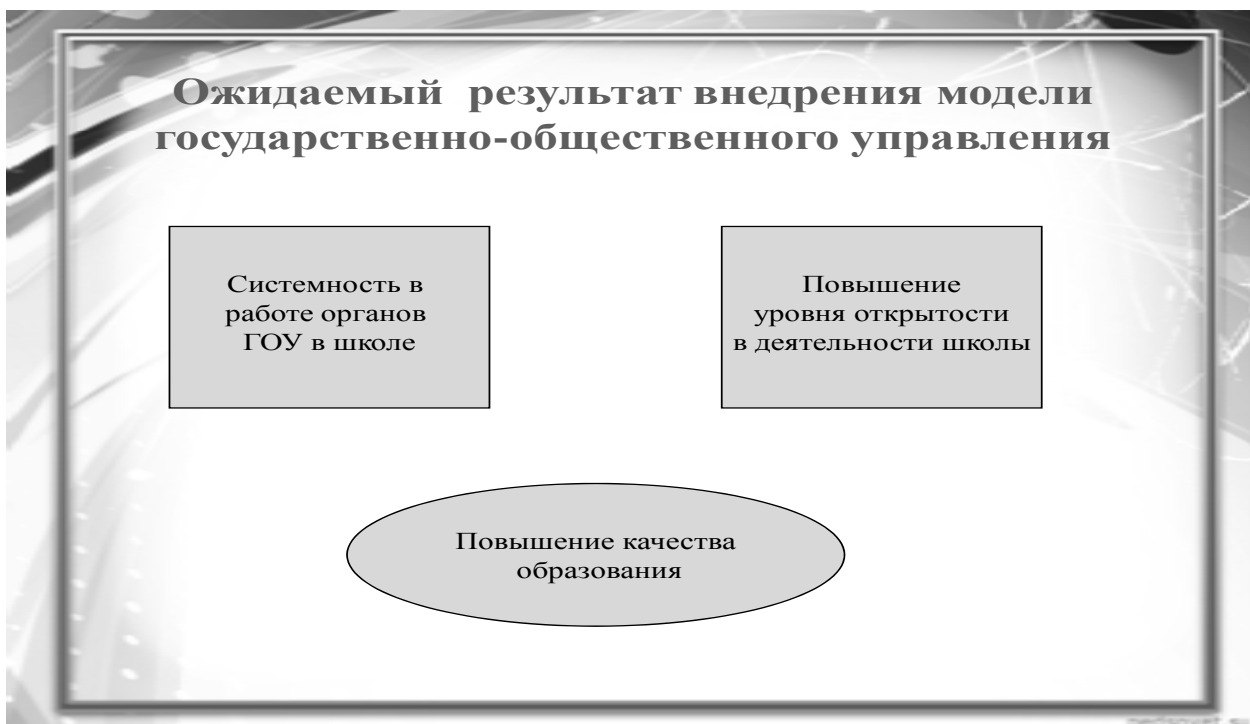 Ожидаемый результат внедрения модели
государственно-общественного управления
Системность в
работе органов
ГОУ в школе
Повышение
уровня открытости
в деятельности школы
Повышение качества
образования